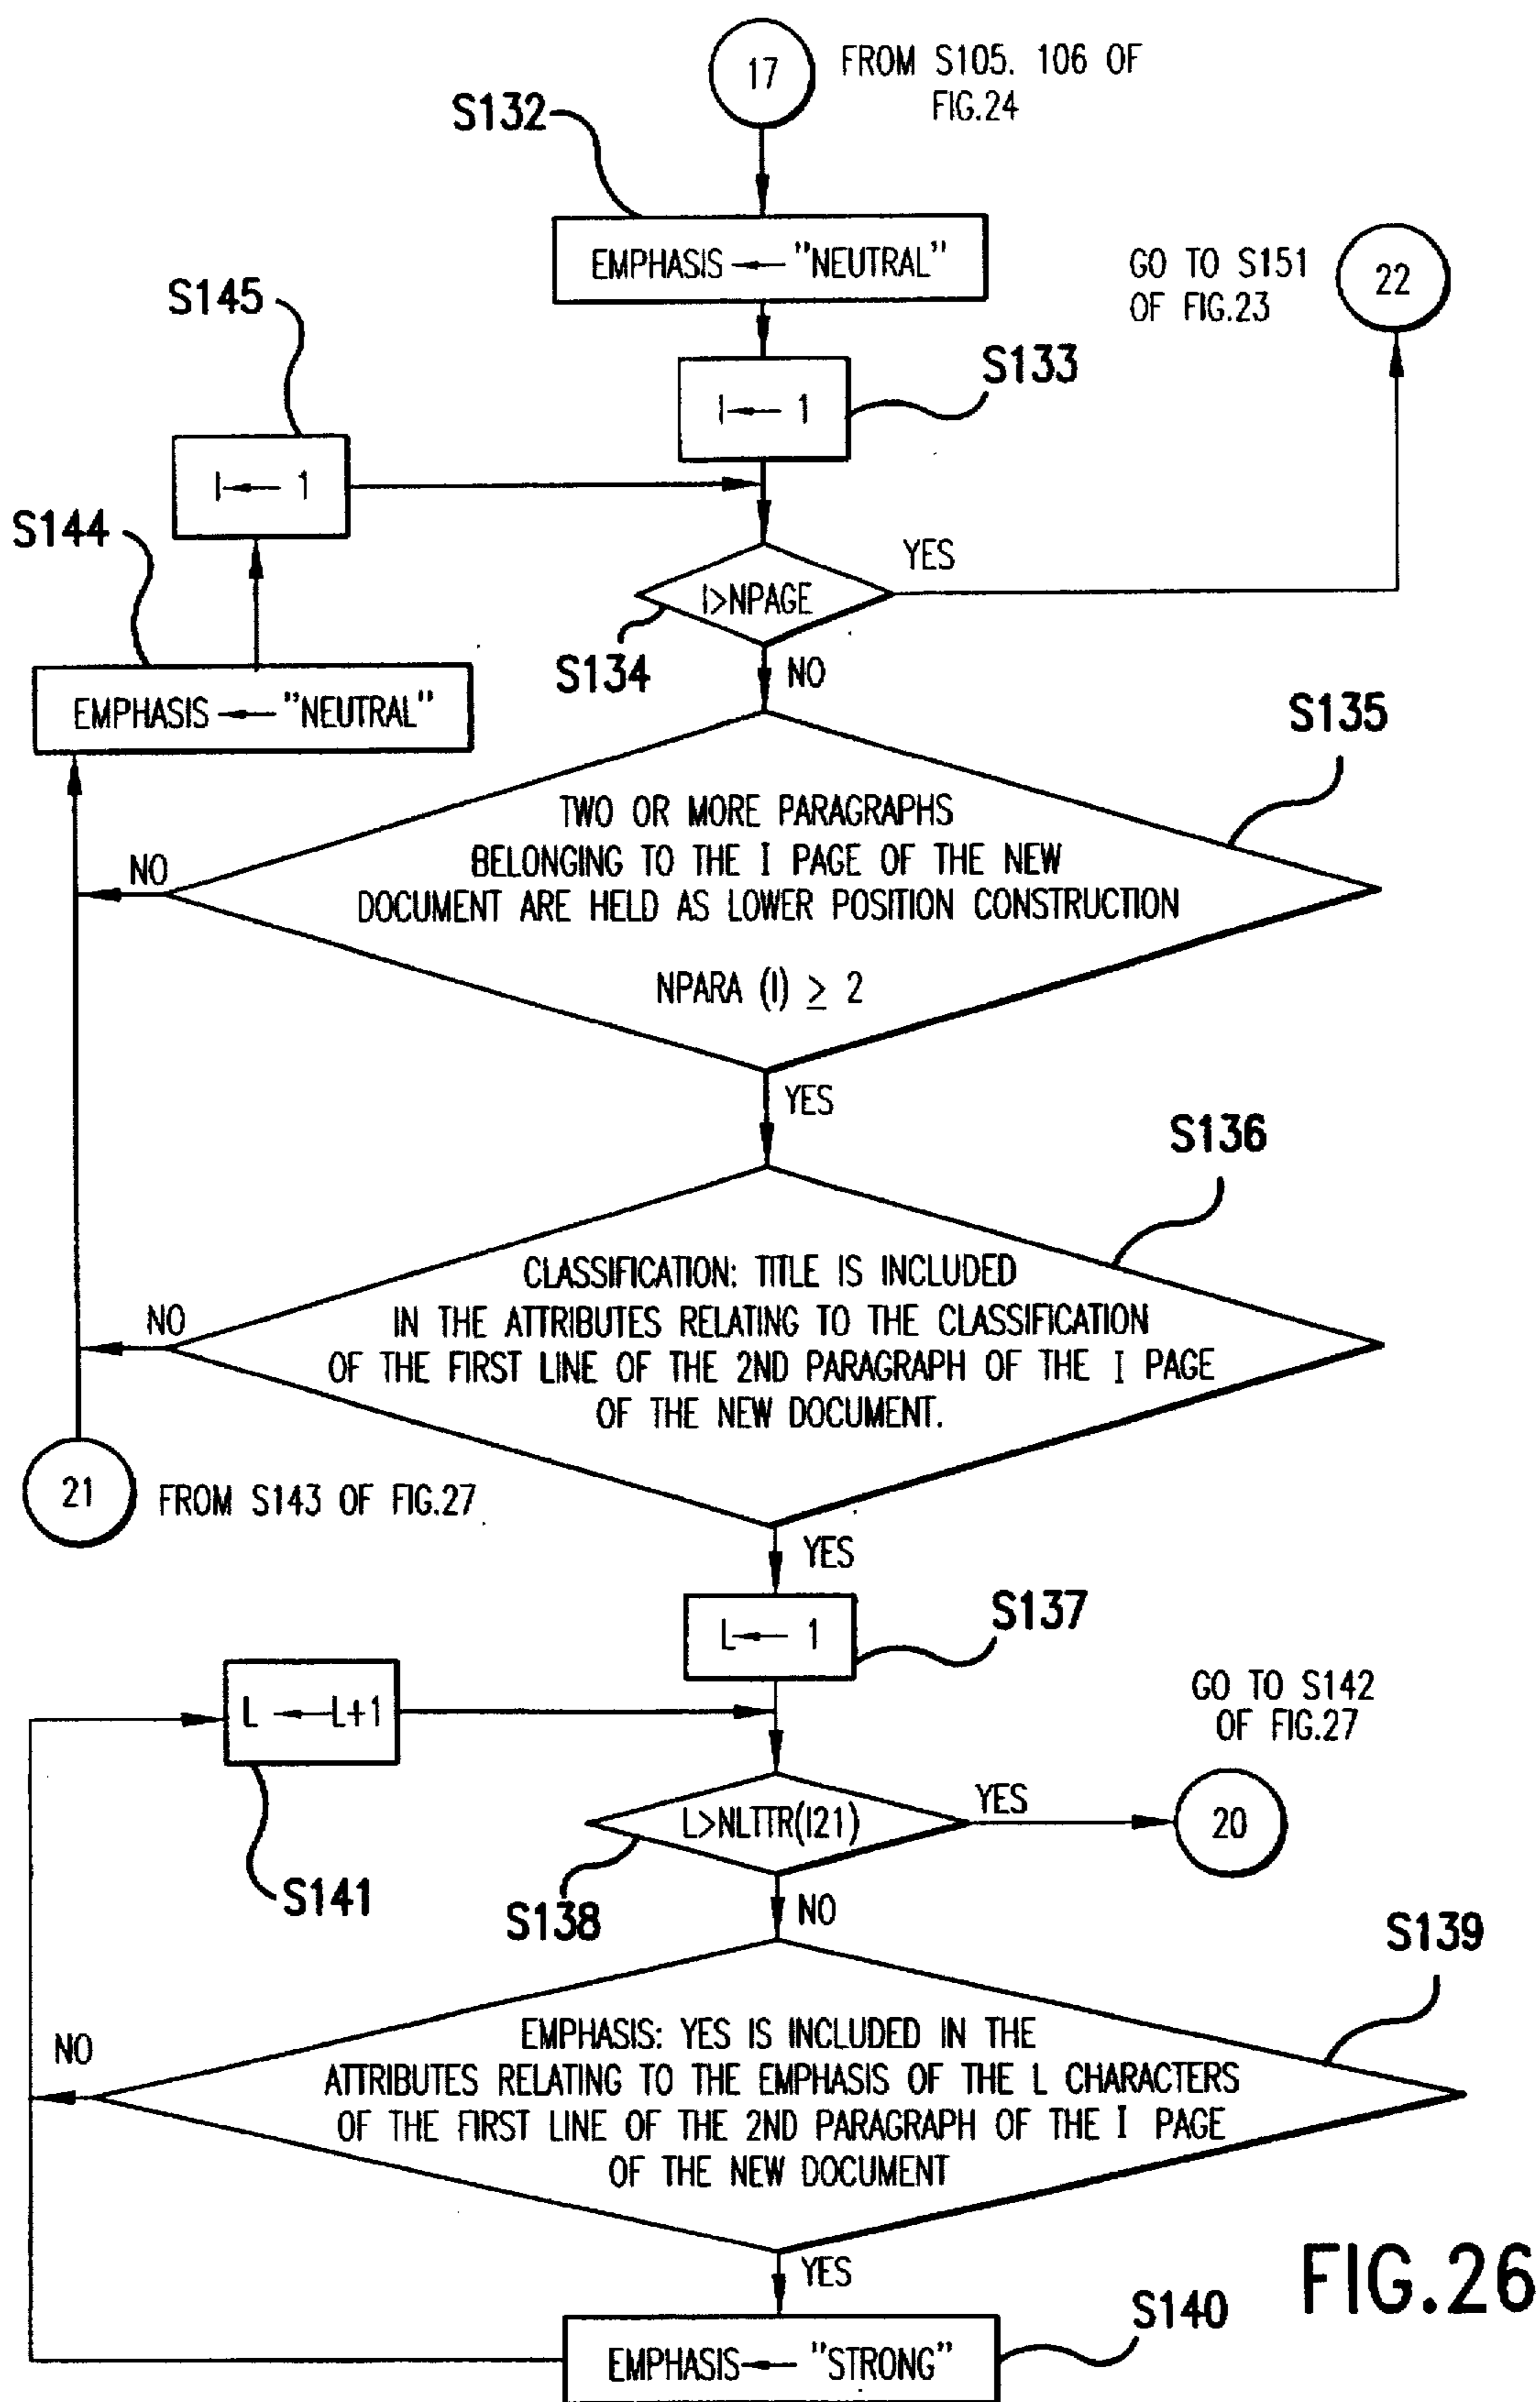 17
FROM S105. 106 OF
FIG.24
S132
EMPHASIS ← "NEUTRAL"
GO TO S151
OF FIG.23
22
S145
S133
I ← 1
I ← 1
S144
I>NPAGE
YES
S134
NO
EMPHASIS ← "NEUTRAL"
S135
TWO OR MORE PARAGRAPHS
BELONGING TO THE I PAGE OF THE NEW
DOCUMENT ARE HELD AS LOWER POSITION CONSTRUCTION
NPARA (I) ≥ 2
NO
YES
S136
CLASSIFICATION: TITLE IS INCLUDED
IN THE ATTRIBUTES RELATING TO THE CLASSIFICATION
OF THE FIRST LINE OF THE 2ND PARAGRAPH OF THE I PAGE
OF THE NEW DOCUMENT.
NO
21
FROM S143 OF FIG.27
YES
S137
L ← 1
L ← L+1
GO TO S142
OF FIG.27
L>NLTTR(I21)
YES
20
S141
S138
NO
S139
EMPHASIS: YES IS INCLUDED IN THE
ATTRIBUTES RELATING TO THE EMPHASIS OF THE L CHARACTERS
OF THE FIRST LINE OF THE 2ND PARAGRAPH OF THE I PAGE
OF THE NEW DOCUMENT
NO
YES
S140
EMPHASIS ← "STRONG"
FIG.26